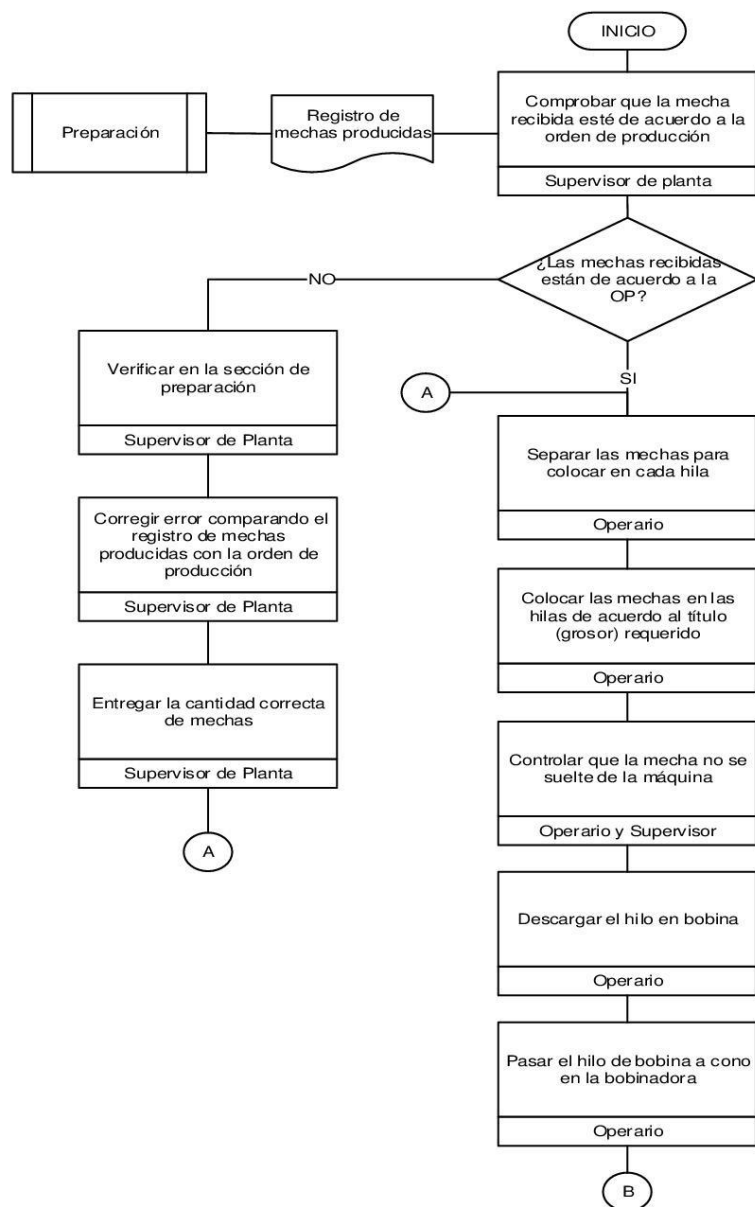 INICIO
Preparación
Registro de
mechas producidas
Comprobar que la mecha
recibida esté de acuerdo a la
orden de producción
Supervisor de planta
¿Las mechas recibidas
están de acuerdo a la
OP?
NO
SI
Verificar en la sección de
preparación
Supervisor de Planta
Corregir error comparando el
registro de mechas
producidas con la orden de
producción
Supervisor de Planta
Entregar la cantidad correcta
de mechas
Supervisor de Planta
A
A
Separar las mechas para
colocar en cada hila
Operario
Colocar las mechas en las
hilas de acuerdo al título
(grosor) requerido
Operario
Controlar que la mecha no se
suelte de la máquina
Operario y Supervisor
Descargar el hilo en bobina
Operario
Pasar el hilo de bobina a cono
en la bobinadora
Operario
B